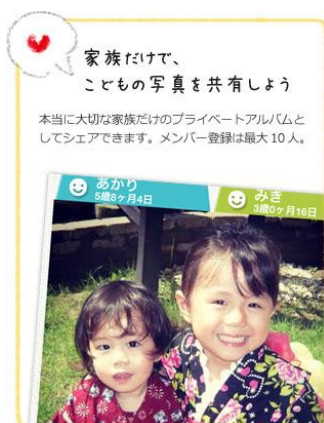 家族だけで、
こどもの写真を共有しよう
本当に大切な家族だけのプライベートアルバムと
してシェアできます。メンバー登録は最大10人。
あかり
5歳8ヶ月4日
みき
3歳0ヶ月16日